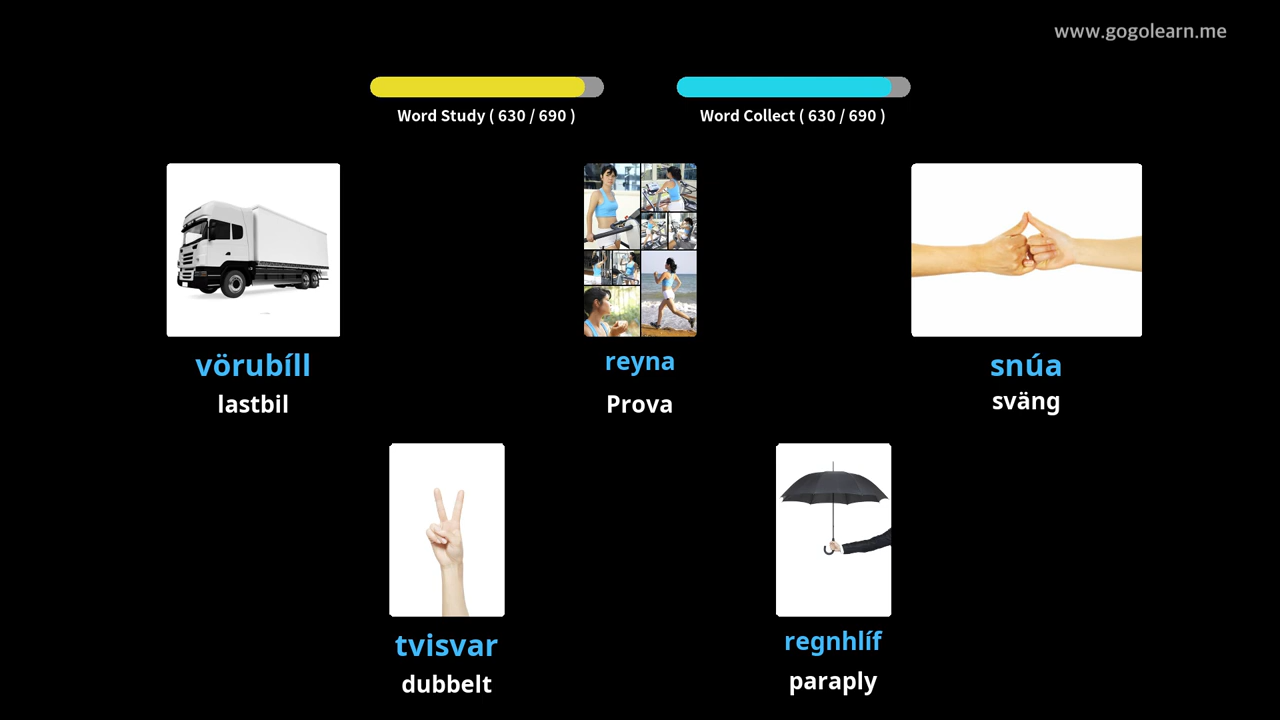 www.gogolearn.me
Word Study ( 630 / 690 )
Word Collect ( 630 / 690 )
vörubíll
lastbil
reyna
Prova
snúa
sväng
tvisvar
dubbelt
regnhlíf
paraply